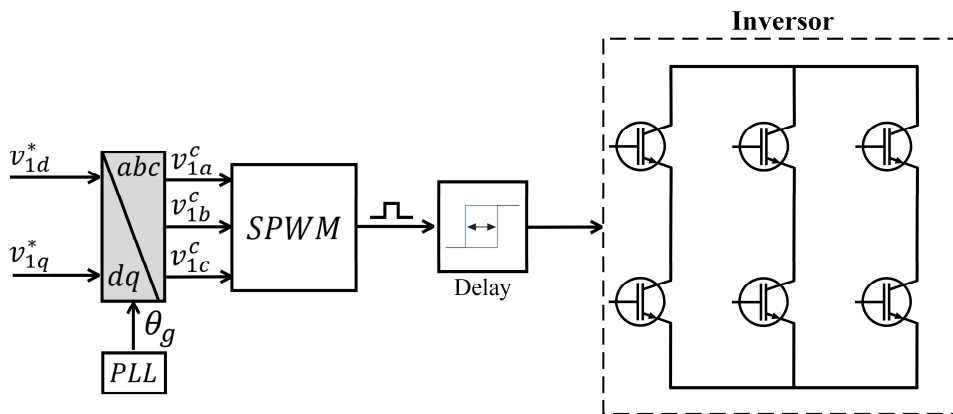 Inversor
v*1d
abc
v^c_1a
v^c_1b
SPWM
v*1q
v^c_1c
dq
Delay
θg
PLL